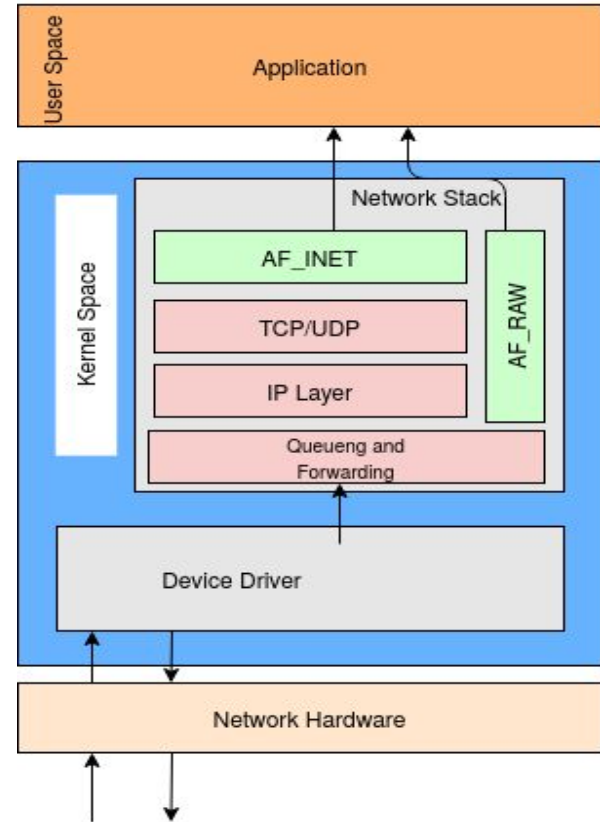 User Space
Application
Network Stack
AF_INET
AF_RAW
Kernel Space
TCP/UDP
IP Layer
Queueng and
Forwarding
Device Driver
Network Hardware